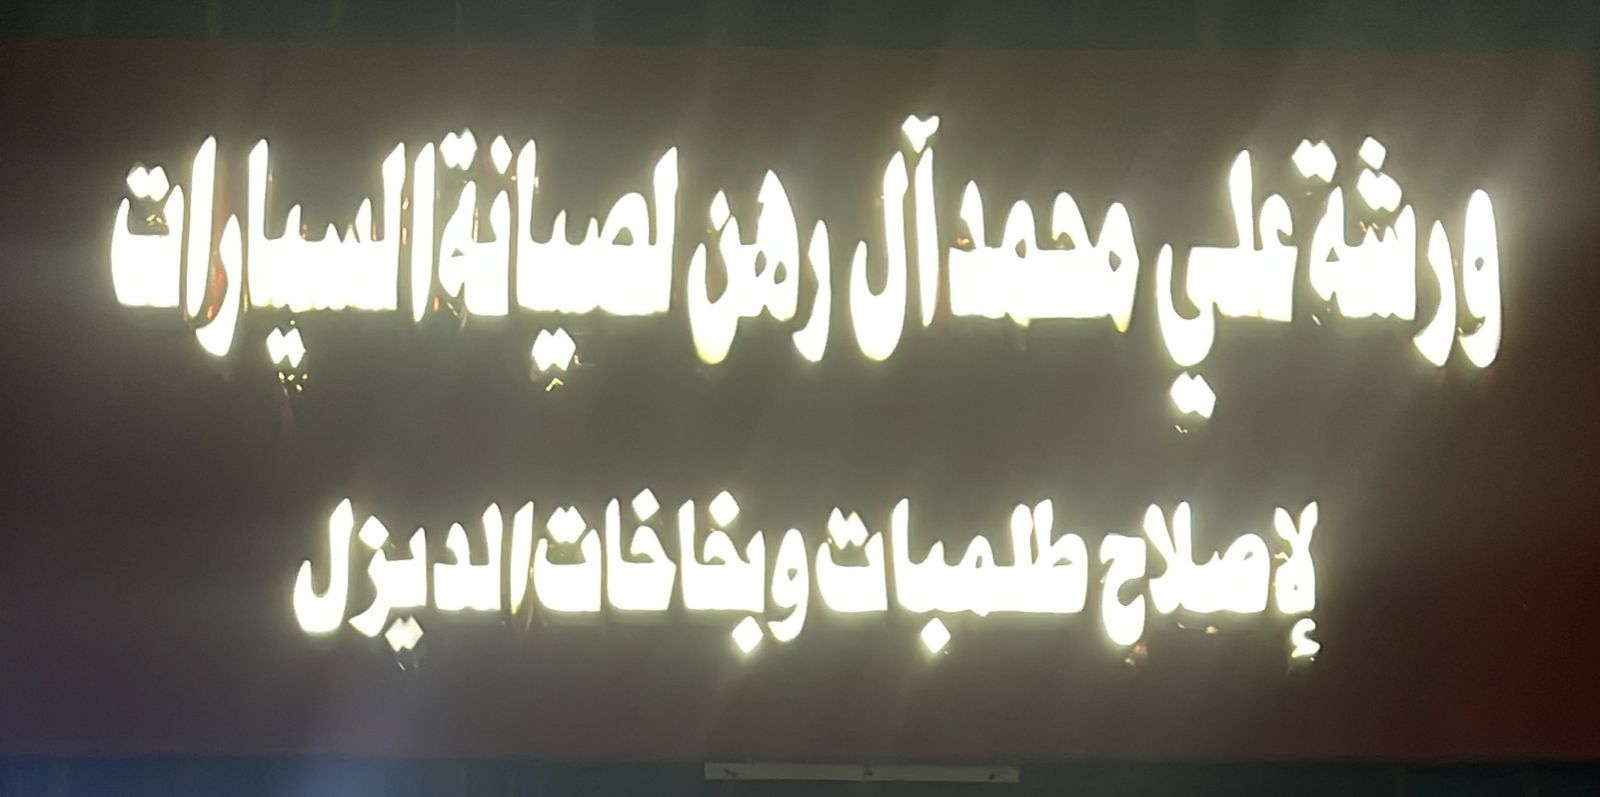 ورشة علي محمد آل رهن لصيانة السيارات
لإصلاح طلمبات وبخاخات الديزل